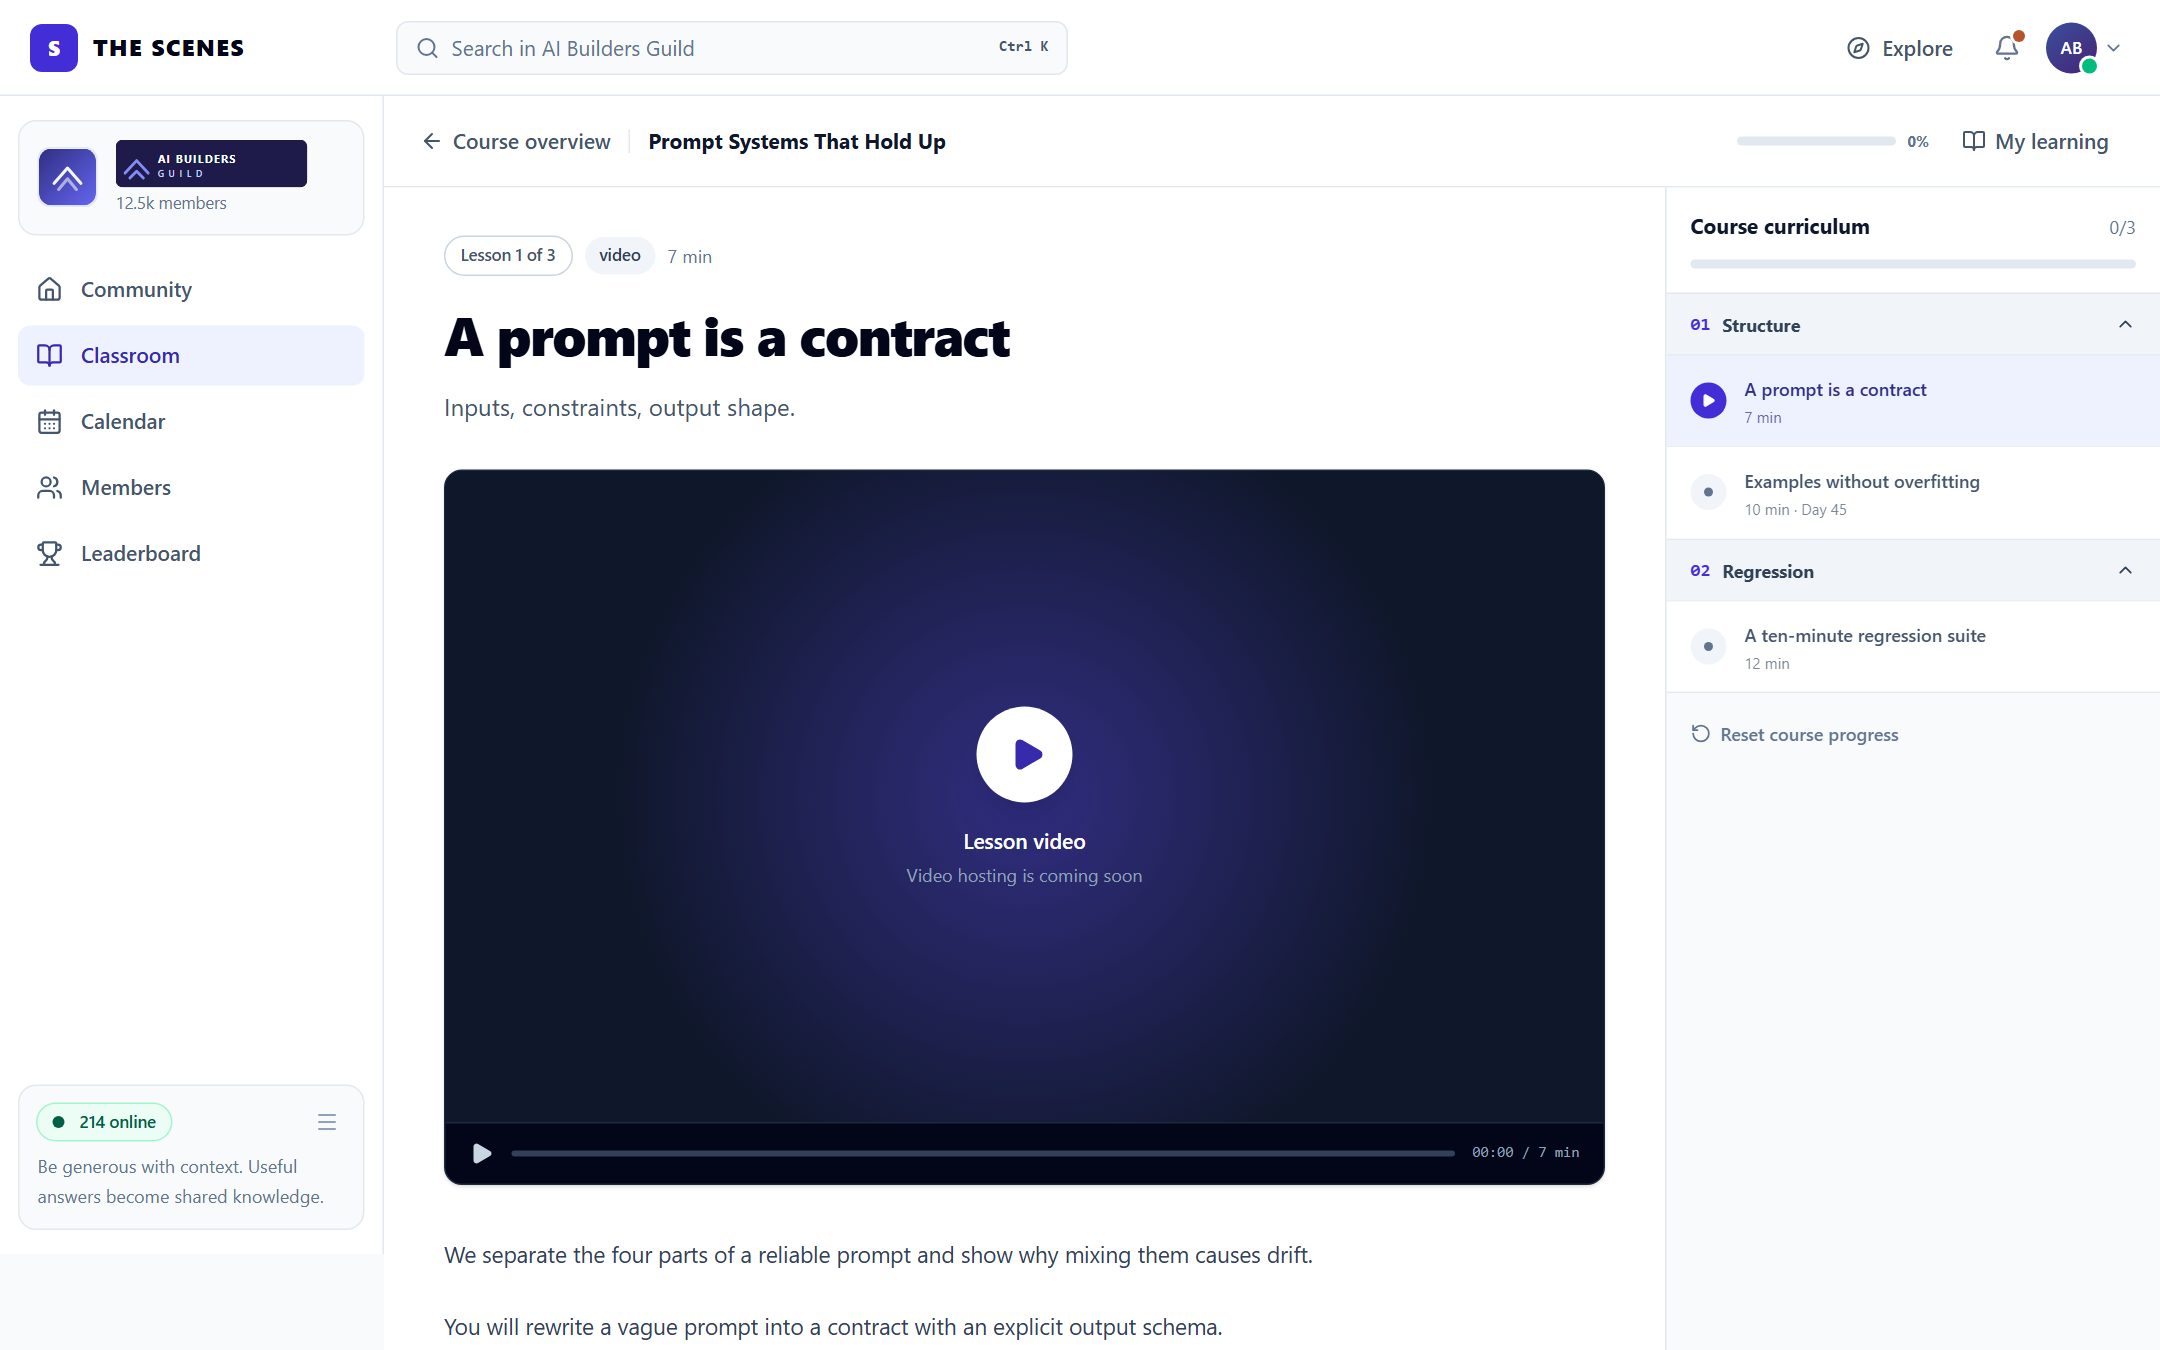 S THE SCENES
Search in AI Builders Guild Ctrl K
Explore
AB
AI BUILDERS
GUILD
12.5k members
Community
Classroom
Calendar
Members
Leaderboard
214 online
Be generous with context. Useful
answers become shared knowledge.
Course overview
Prompt Systems That Hold Up
0%
My learning
Lesson 1 of 3 video 7 min
A prompt is a contract
Inputs, constraints, output shape.
Lesson video
Video hosting is coming soon
00:00 / 7 min
We separate the four parts of a reliable prompt and show why mixing them causes drift.
You will rewrite a vague prompt into a contract with an explicit output schema.
Course curriculum 0/3
01 Structure
A prompt is a contract
7 min
Examples without overfitting
10 min · Day 45
02 Regression
A ten-minute regression suite
12 min
Reset course progress